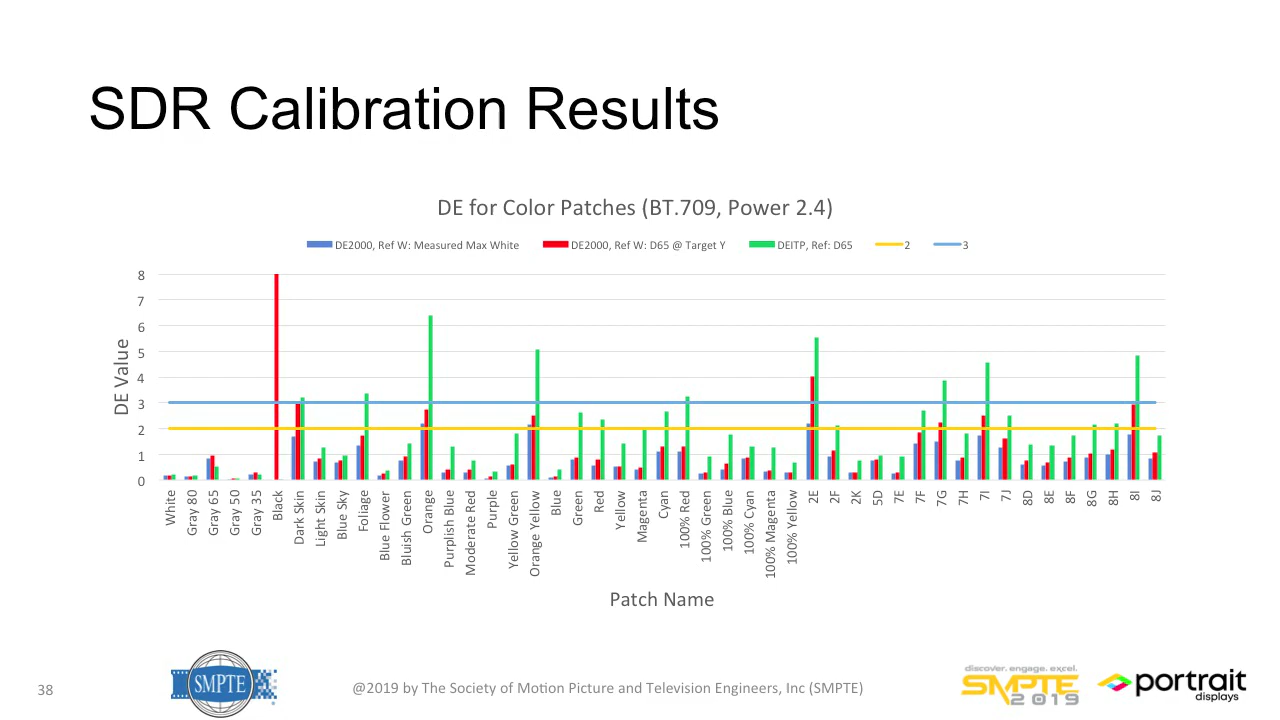 SDR Calibration Results
DE for Color Patches (BT.709, Power 2.4)
DE2000, Ref W: Measured Max White
DE2000, Ref W: D65 @ Target Y
DEITP, Ref: D65
2
3
DE Value
8
7
6
5
4
3
2
1
0
White
Gray 80
Gray 65
Gray 50
Gray 35
Black
Dark Skin
Light Skin
Blue Sky
Foliage
Blue Flower
Bluish Green
Orange
Purplish Blue
Moderate Red
Purple
Yellow Green
Orange Yellow
Blue
Green
Red
Yellow
Magenta
Cyan
100% Red
100% Green
100% Blue
100% Cyan
100% Magenta
100% Yellow
2E
2F
2K
5D
7E
7F
7G
7H
7I
7J
8D
8E
8F
8G
8H
8I
8J
Patch Name
38
SMPTE
@2019 by The Society of Motion Picture and Television Engineers, Inc (SMPTE)
discover. engage. excel.
SMPTE
2019
portrait
displays